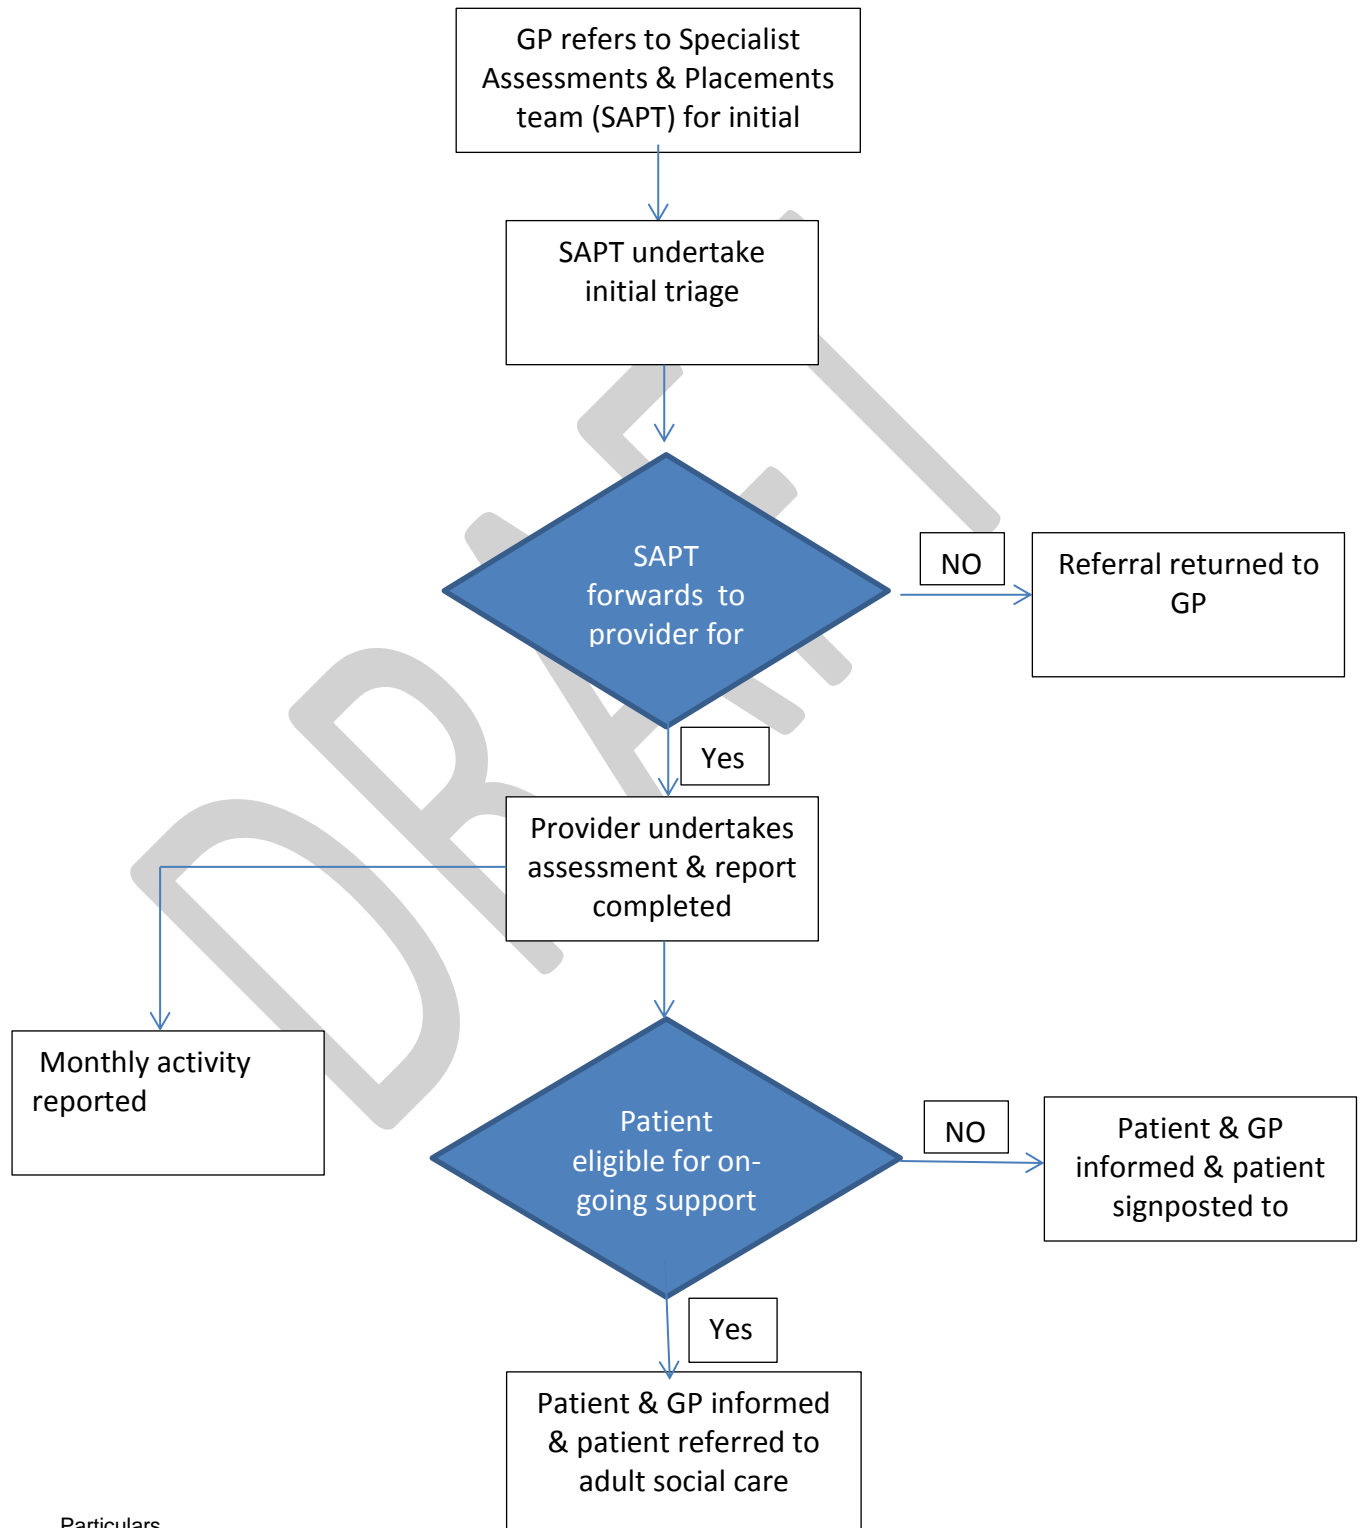 GP refers to Specialist
Assessments & Placements
team (SAPT) for initial
SAPT undertake
initial triage
SAPT
forwards to
provider for
NO
Referral returned to
GP
Yes
Provider undertakes
assessment & report
completed
Monthly activity
reported
Patient
eligible for on-
going support
NO
Patient & GP
informed & patient
signposted to
Yes
Patient & GP informed
& patient referred to
adult social care
Particulars
DRAFT